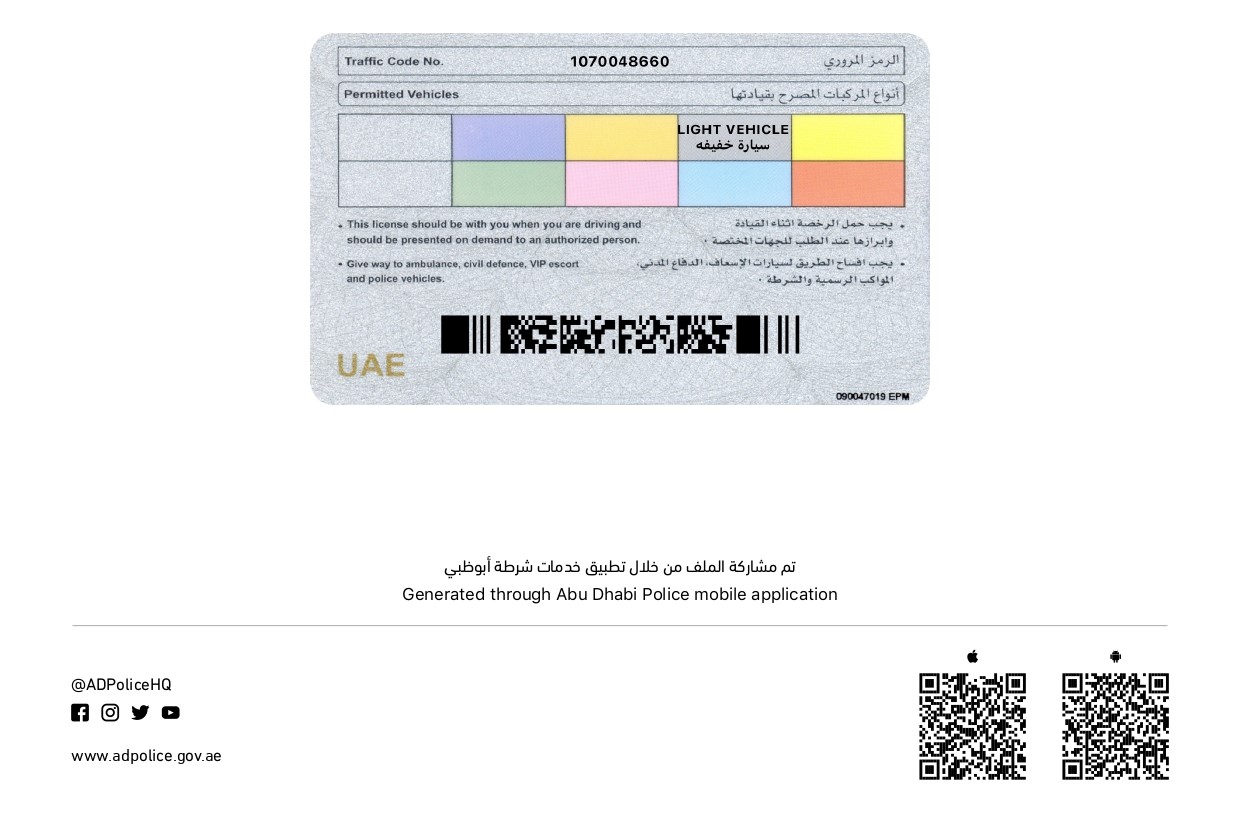 Traffic Code No. 1070048660 الرمز المروري
Permitted Vehicles أنواع المركبات المصرح بقيادتها
LIGHT VEHICLE
سيارة خفيفه
• This license should be with you when you are driving and
should be presented on demand to an authorized person.
• يجب حمل الرخصة اثناء القيادة
وابرازها عند الطلب للجهات المختصة •
• Give way to ambulance, civil defence, VIP escort
and police vehicles.
• يجب افساح الطريق لسيارات الإسعاف، الدفاع المدني،
المواكب الرسمية والشرطة •
UAE
090047019 EPM
تم مشاركة الملف من خلال تطبيق خدمات شرطة أبوظبي
Generated through Abu Dhabi Police mobile application
@ADPoliceHQ
www.adpolice.gov.ae